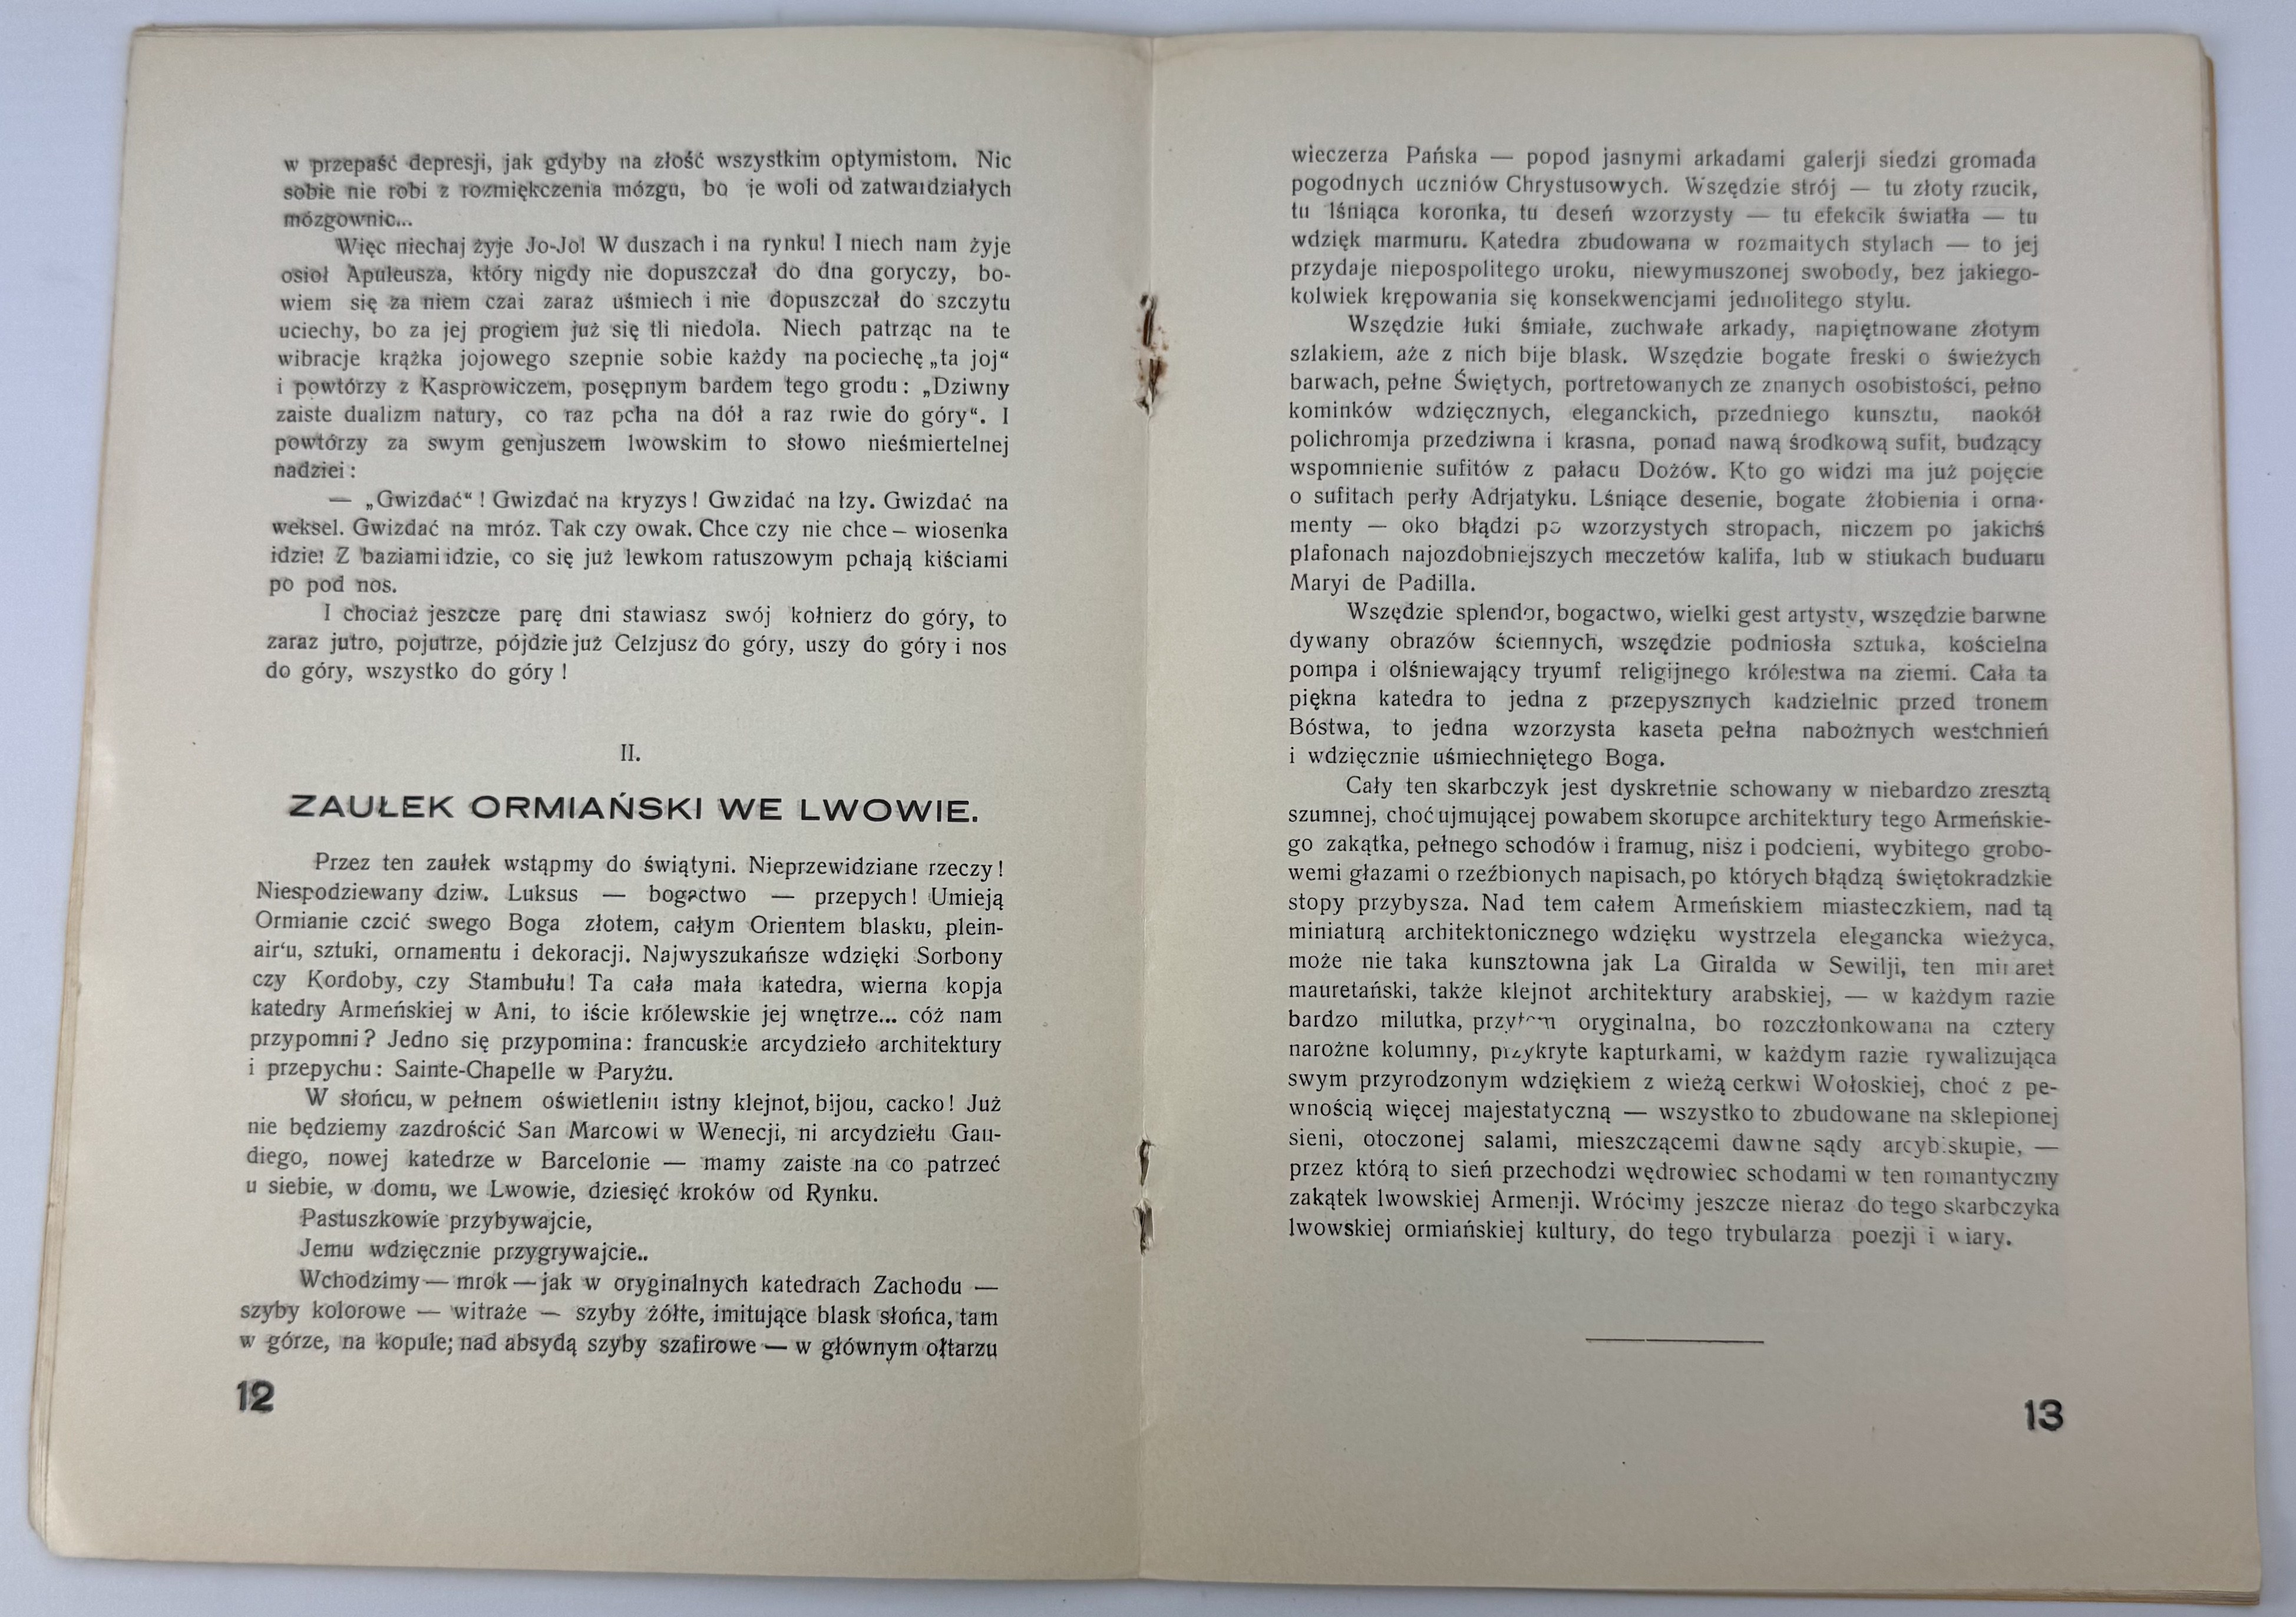 w przepaść depresji, jak gdyby na złość wszystkim optymistom. Nic
sobie nie robi z rozmiękczenia mózgu, bo je woli od zatwardziałych
mózgownic...
Więc niechaj żyje Jo-Jo! W duszach i na rynku! I niech nam żyje
osioł Apuleusza, który nigdy nie dopuszczał do dna goryczy, bo-
wiem się za niem czai zaraz uśmiech i nie dopuszczał do szczytu
uciechy, bo za jej progiem już się tli niedola. Niech patrząc na te
wibracje krążka jojowego szepnie sobie każdy na pociechę „ta joj“
i powtórzy z Kasprowiczem, posępnym bardem tego grodu: „Dziwny
zaiste dualizm natury, co raz pcha na dół a raz rwie do góry“. I
powtórzy za swym genjuszem lwowskim to słowo nieśmiertelnej
nadziei:
— „Gwizdać“! Gwizdać na kryzys! Gwzidać na łzy. Gwizdać na
weksel. Gwizdać na mróz. Tak czy owak. Chce czy nie chce – wiosenka
idzie! Z baziami idzie, co się już lewkom ratuszowym pchają kiściami
po pod nos.
I chociaż jeszcze parę dni stawiasz swój kołnierz do góry, to
zaraz jutro, pojutrze, pójdzie już Celzjusz do góry, uszy do góry i nos
do góry, wszystko do góry!
II.
ZAUŁEK ORMIAŃSKI WE LWOWIE.
Przez ten zaułek wstąpmy do świątyni. Nieprzewidziane rzeczy!
Niespodziewany dziw. Luksus — bogactwo — przepych! Umieją
Ormianie czcić swego Boga złotem, całym Orientem blasku, plein-
air‘u, sztuki, ornamentu i dekoracji. Najwyszukańsze wdzięki Sorbony
czy Kordoby, czy Stambułu! Ta cała mała katedra, wierna kopja
katedry Armeńskiej w Ani, to iście królewskie jej wnętrze... cóż nam
przypomni? Jedno się przypomina: francuskie arcydzieło architektury
i przepychu: Sainte-Chapelle w Paryżu.
W słońcu, w pełnem oświetleniu istny klejnot, bijou, cacko! Już
nie będziemy zazdrościć San Marcowi w Wenecji, ni arcydziełu Gau-
diego, nowej katedrze w Barcelonie — mamy zaiste na co patrzeć
u siebie, w domu, we Lwowie, dziesięć kroków od Rynku.
Pastuszkowie przybywajcie,
Jemu wdzięcznie przygrywajcie..
Wchodzimy — mrok — jak w oryginalnych katedrach Zachodu —
szyby kolorowe — witraże — szyby żółte, imitujące blask słońca, tam
w górze, na kopule; nad absydą szyby szafirowe — w głównym ołtarzu
12
wieczerza Pańska — popod jasnymi arkadami galerji siedzi gromada
pogodnych uczniów Chrystusowych. Wszędzie strój — tu złoty rzucik,
tu lśniąca koronka, tu deseń wzorzysty — tu efekcik światła — tu
wdzięk marmuru. Katedra zbudowana w rozmaitych stylach — to jej
przydaje niepospolitego uroku, niewymuszonej swobody, bez jakiego-
kolwiek krępowania się konsekwencjami jednolitego stylu.
Wszędzie łuki śmiałe, zuchwałe arkady, napiętnowane złotym
szlakiem, aże z nich bije blask. Wszędzie bogate freski o świeżych
barwach, pełne Świętych, portretowanych ze znanych osobistości, pełno
kominków wdzięcznych, eleganckich, przedniego kunsztu, naokół
polichromja przedziwna i krasna, ponad nawą środkową sufit, budzący
wspomnienie sufitów z pałacu Dożów. Kto go widzi ma już pojęcie
o sufitach perły Adrjatyku. Lśniące desenie, bogate żłobienia i orna-
menty — oko błądzi po wzorzystych stropach, niczem po jakichś
plafonach najozdobniejszych meczetów kalifa, lub w stiukach buduaru
Maryi de Padilla.
Wszędzie splendor, bogactwo, wielki gest artysty, wszędzie barwne
dywany obrazów ściennych, wszędzie podniosła sztuka, kościelna
pompa i olśniewający tryumf religijnego królestwa na ziemi. Cała ta
piękna katedra to jedna z przepysznych kadzielnic przed tronem
Bóstwa, to jedna wzorzysta kaseta pełna nabożnych westchnień
i wdzięcznie uśmiechniętego Boga.
Cały ten skarbczyk jest dyskretnie schowany w niebardzo zresztą
szumnej, choć ujmującej powabem skorupce architektury tego Armeńskie-
go zakątka, pełnego schodów i framug, nisz i podcieni, wybitego grobo-
wemi głazami o rzeźbionych napisach, po których błądzą świętokradzkie
stopy przybysza. Nad tem całem Armeńskiem miasteczkiem, nad tą
miniaturą architektonicznego wdzięku wystrzela elegancka wieżyca,
może nie taka kunsztowna jak La Giralda w Sewilji, ten minaret
mauretański, także klejnot architektury arabskiej, — w każdym razie
bardzo milutka, przytem oryginalna, bo rozczłonkowana na cztery
narożne kolumny, przykryte kapturkami, w każdym razie rywalizująca
swym przyrodzonym wdziękiem z wieżą cerkwi Wołoskiej, choć z pe-
wnością więcej majestatyczną — wszystko to zbudowane na sklepionej
sieni, otoczonej salami, mieszczącemi dawne sądy arcybiskupie, —
przez którą to sień przechodzi wędrowiec schodami w ten romantyczny
zakątek lwowskiej Armenji. Wrócimy jeszcze nieraz do tego skarbczyka
lwowskiej ormiańskiej kultury, do tego trybularza poezji i wiary.
13